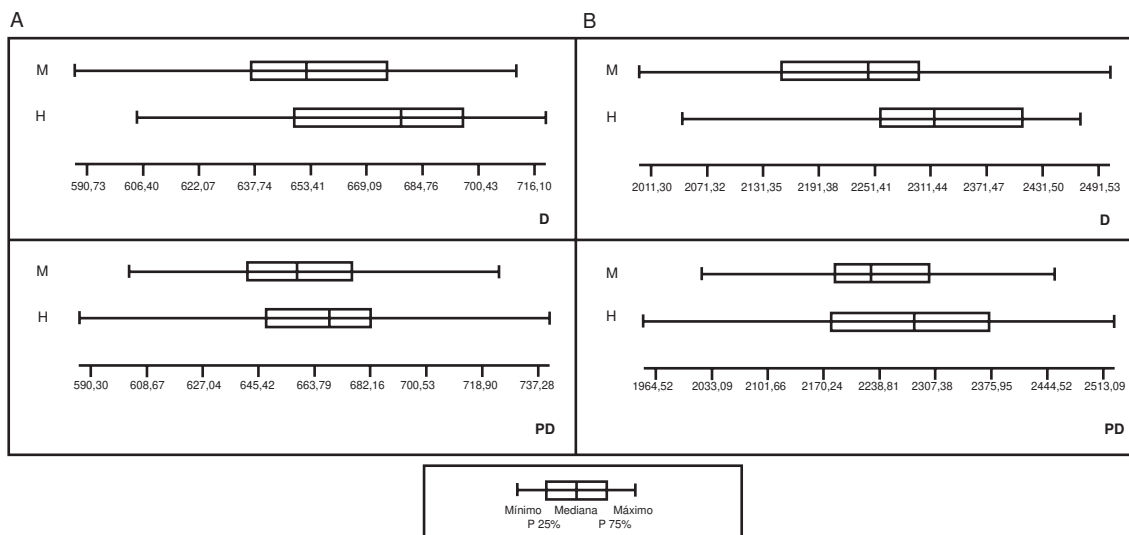 A
B
M
H
590,73 606,40 622,07 637,74 653,41 669,09 684,76 700,43 716,10
D
M
H
2011,30 2071,32 2131,35 2191,38 2251,41 2311,44 2371,47 2431,50 2491,53
D
M
H
590,30 608,67 627,04 645,42 663,79 682,16 700,53 718,90 737,28
PD
M
H
1964,52 2033,09 2101,66 2170,24 2238,81 2307,38 2375,95 2444,52 2513,09
PD
Mínimo Mediana Máximo
P 25% P 75%